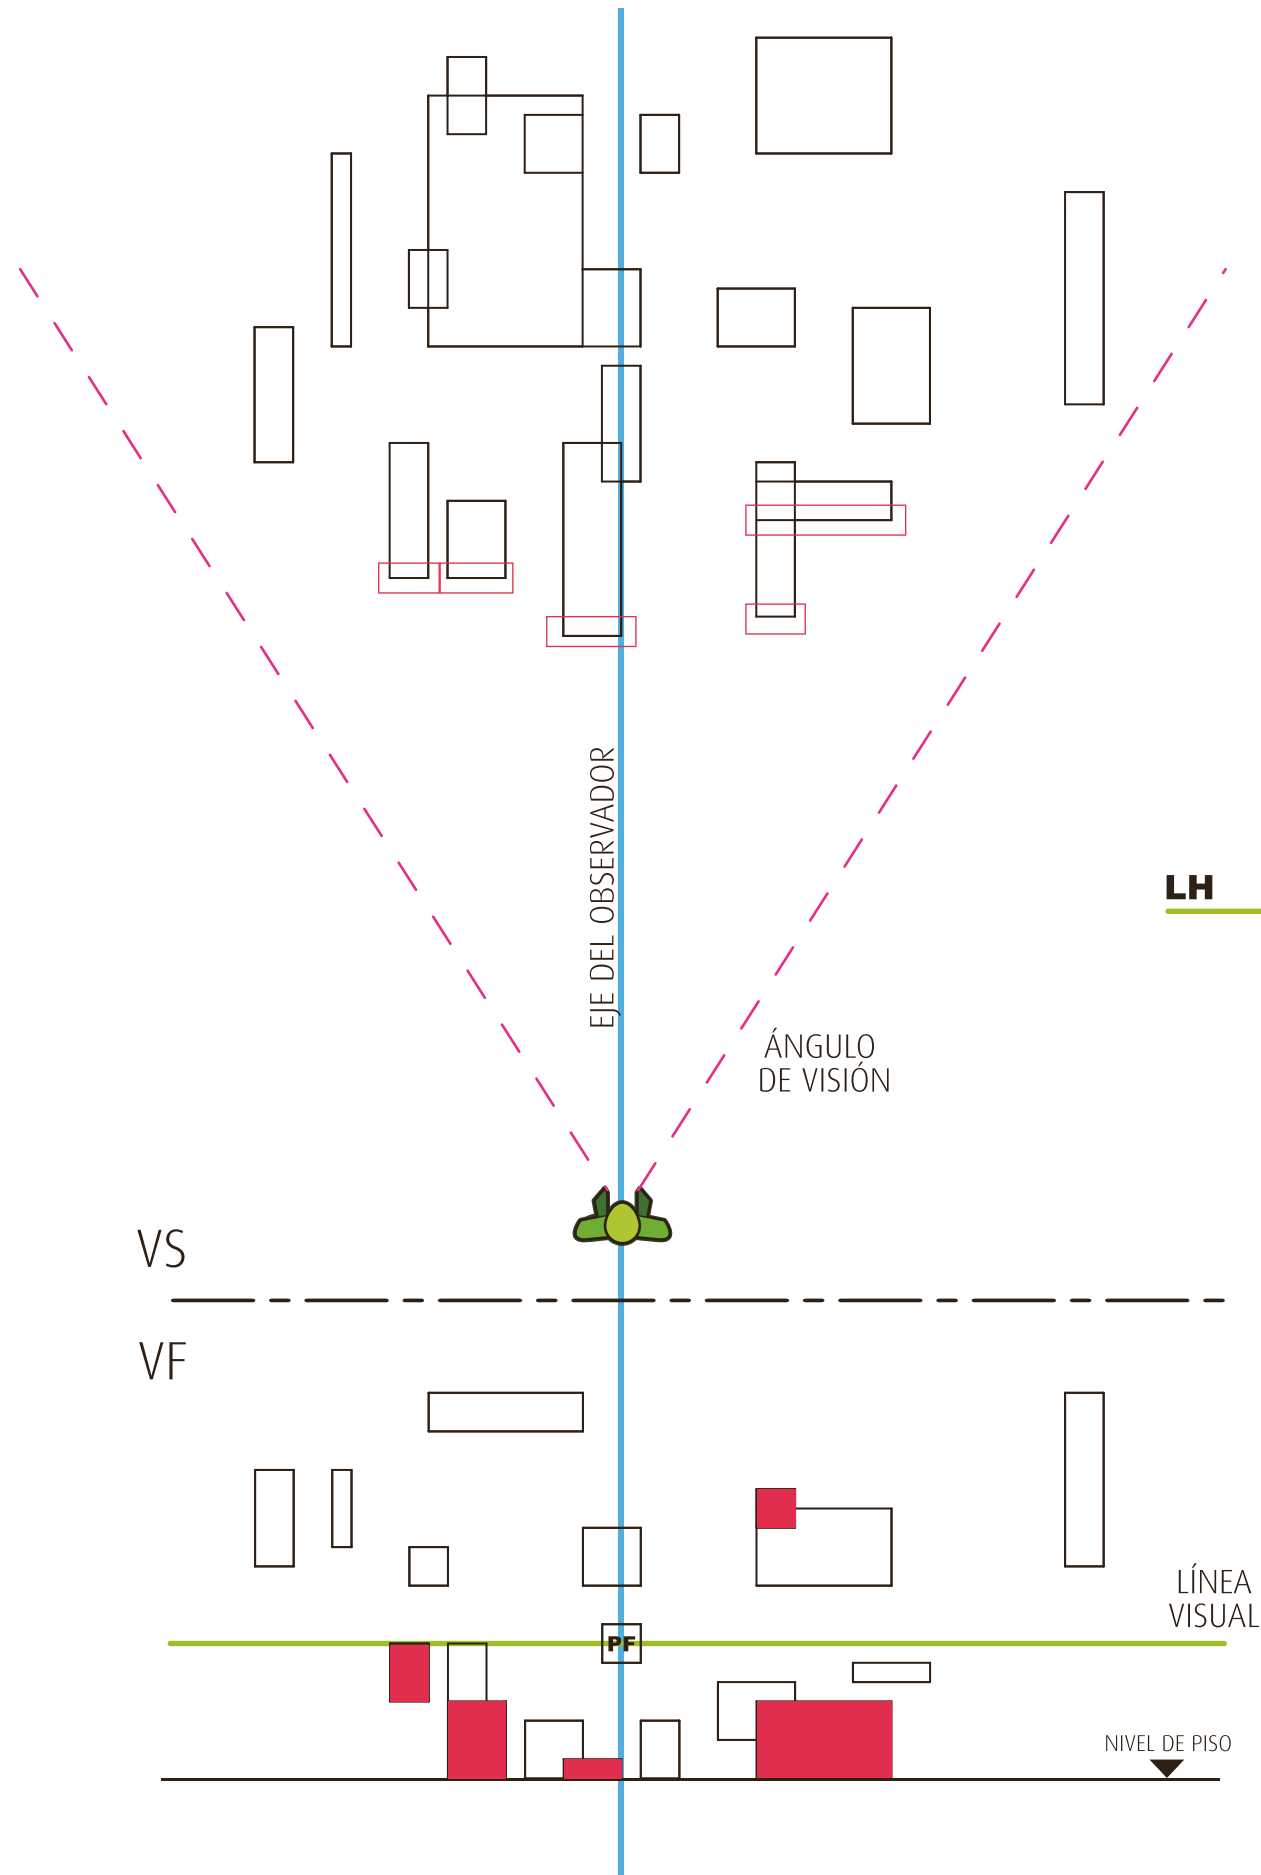 EJE DEL OBSERVADOR
LH
ÁNGULO
DE VISIÓN
VS
VF
LÍNEA
VISUAL
PF
NIVEL DE PISO